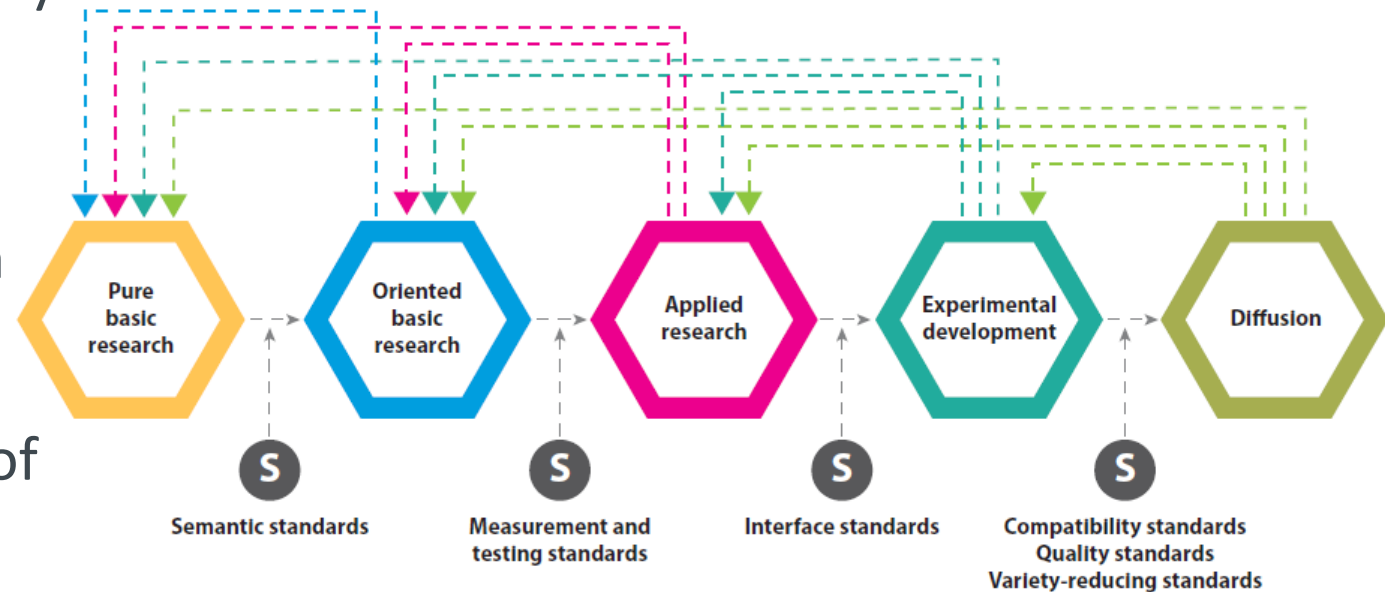 y
Pure
basic
research
Oriented
basic
research
Applied
research
Experimental
development
Diffusion
of
S
S
S
S
Semantic standards
Measurement and
testing standards
Interface standards
Compatibility standards
Quality standards
Variety-reducing standards